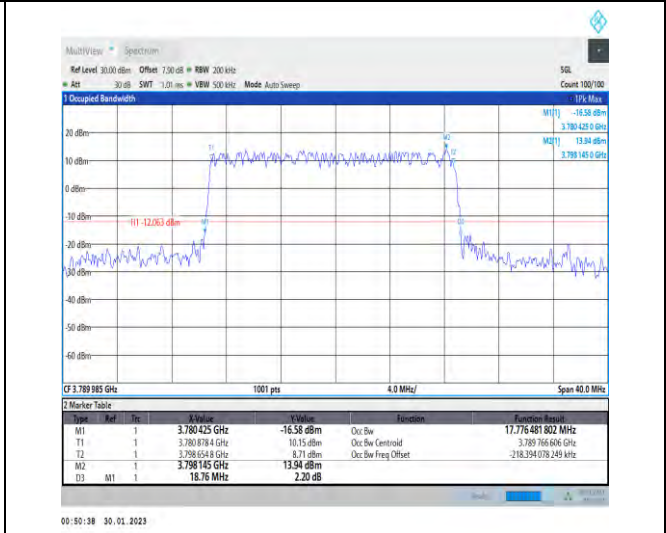 MultiView Spectrum
Ref Level 30.00 dBm Offset 7.50 dB RBW 200 kHz SGL
Att 30 dB SWT 1.01 ms VBW 500 kHz Mode Auto Sweep Count 100/100
1 Occupied Bandwidth 1Pk Max
M1[1] -16.58 dBm
3.780 425 0 GHz
M2[1] 13.94 dBm
3.798 145 0 GHz
20 dBm
M2
T1
T2
10 dBm
0 dBm
-10 dBm
H1 -12.063 dBm
M1
D3
-20 dBm
-30 dBm
-40 dBm
-50 dBm
-60 dBm
CF 3.789 985 GHz 1001 pts 4.0 MHz/ Span 40.0 MHz
2 Marker Table
Type Ref Trc X-Value Y-Value Function Function Result
M1 1 3.780 425 GHz -16.58 dBm Occ Bw 17.776 481 802 MHz
T1 1 3.780 878 4 GHz 10.15 dBm Occ Bw Centroid 3.789 766 606 GHz
T2 1 3.798 654 8 GHz 8.71 dBm Occ Bw Freq Offset -218.394 078 249 kHz
M2 1 3.798 145 GHz 13.94 dBm
D3 M1 1 18.76 MHz 2.20 dB
00:50:38 30.01.2023